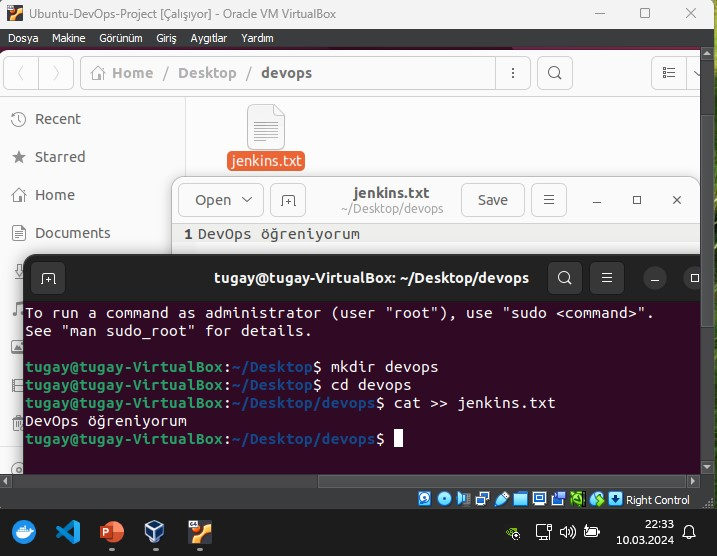 Ubuntu-DevOps-Project [Çalışıyor] - Oracle VM VirtualBox
Dosya Makine Görünüm Giriş Aygıtlar Yardım
Home / Desktop / devops
Recent
Starred
Home
Documents
jenkins.txt
Open
jenkins.txt
~/Desktop/devops
Save
1 DevOps öğreniyorum
tugay@tugay-VirtualBox: ~/Desktop/devops
To run a command as administrator (user "root"), use "sudo <command>".
See "man sudo_root" for details.
tugay@tugay-VirtualBox:~/Desktop$ mkdir devops
tugay@tugay-VirtualBox:~/Desktop$ cd devops
tugay@tugay-VirtualBox:~/Desktop/devops$ cat >> jenkins.txt
DevOps öğreniyorum
tugay@tugay-VirtualBox:~/Desktop/devops$
Right Control
22:33
10.03.2024